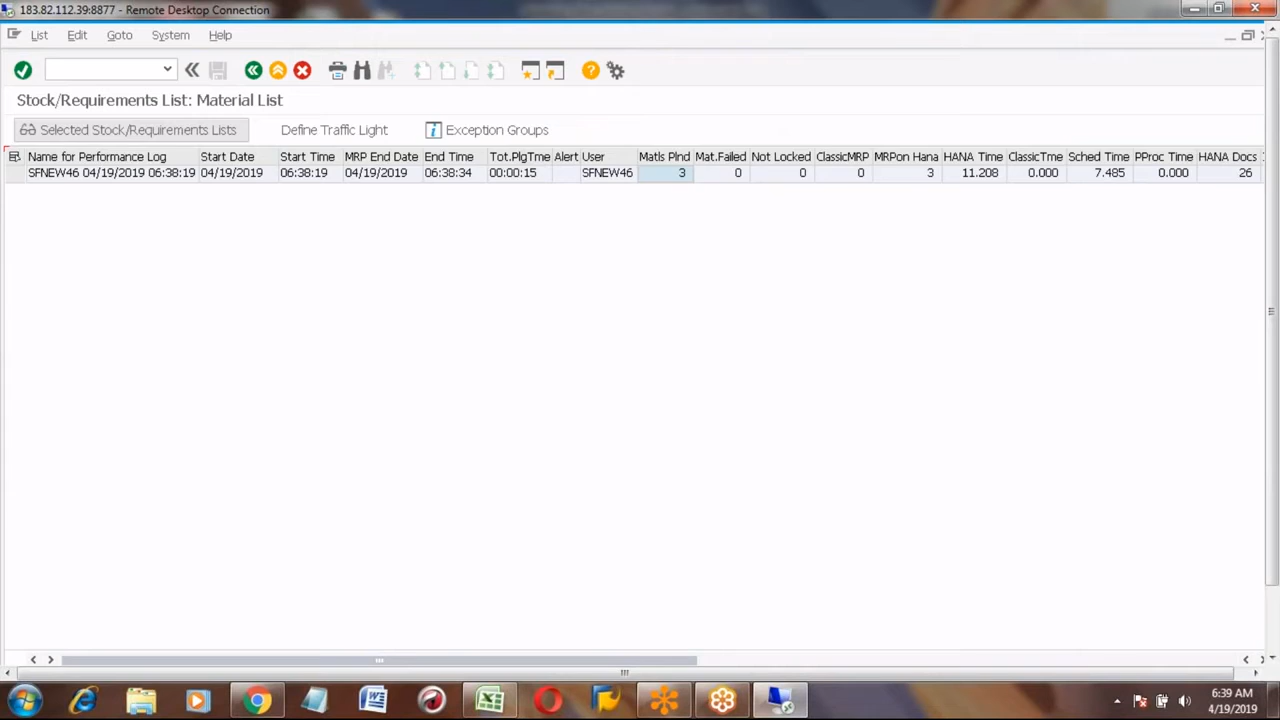 183.82.112.39:8877 - Remote Desktop Connection
List Edit Goto System Help
Stock/Requirements List: Material List
Selected Stock/Requirements Lists Define Traffic Light Exception Groups
Name for Performance Log Start Date Start Time MRP End Date End Time Tot.PlgTme Alert User Matls Plnd Mat.Failed Not Locked ClassicMRP MRPon Hana HANA Time ClassicTme Sched Time PProc Time HANA Docs
SFNEW46 04/19/2019 06:38:19 04/19/2019 06:38:19 04/19/2019 06:38:34 00:00:15 SFNEW46 3 0 0 0 3 11.208 0.000 7.485 0.000 26
6:39 AM
4/19/2019